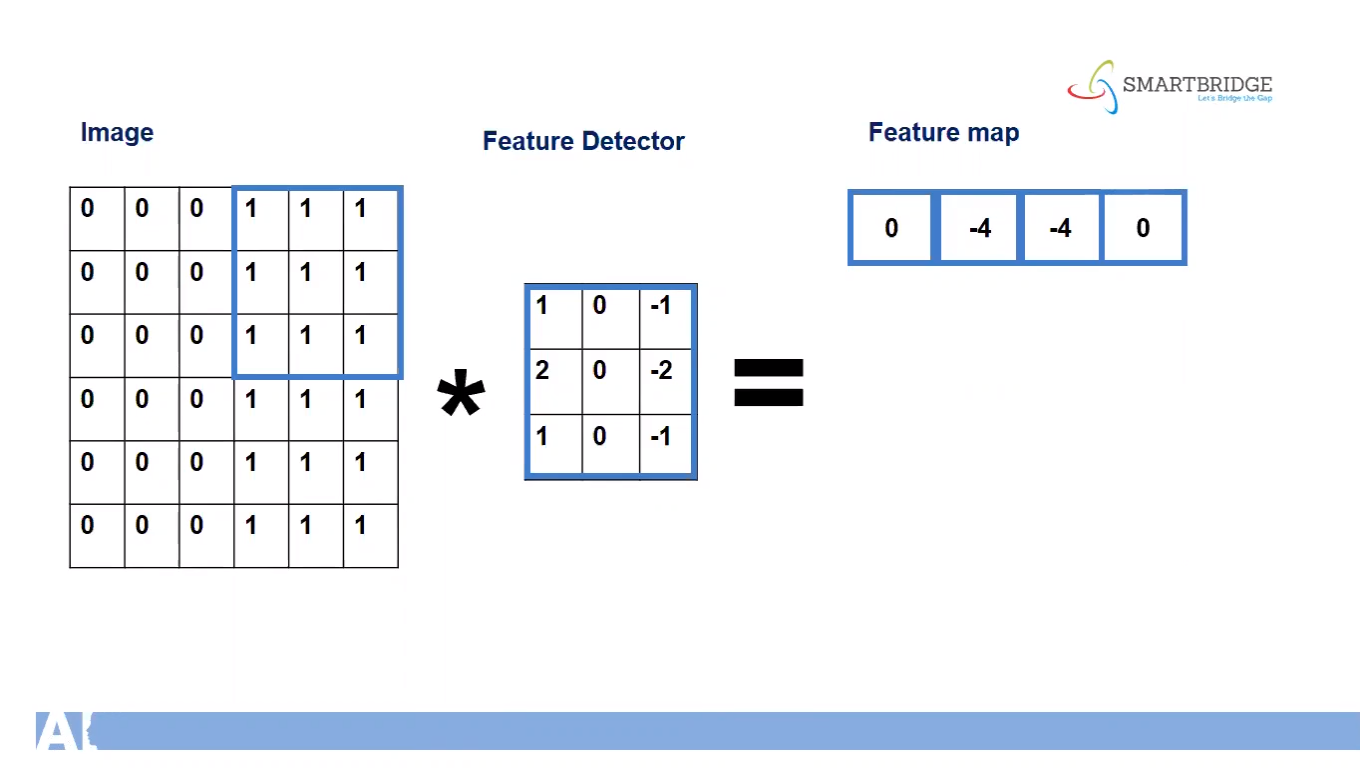 SMARTBRIDGE
Let's Bridge the Gap
Image
Feature Detector
Feature map
0 0 0 1 1 1
0 0 0 1 1 1
0 0 0 1 1 1
0 0 0 1 1 1
0 0 0 1 1 1
0 0 0 1 1 1
*
1 0 -1
2 0 -2
1 0 -1
=
0 -4 -4 0
AI